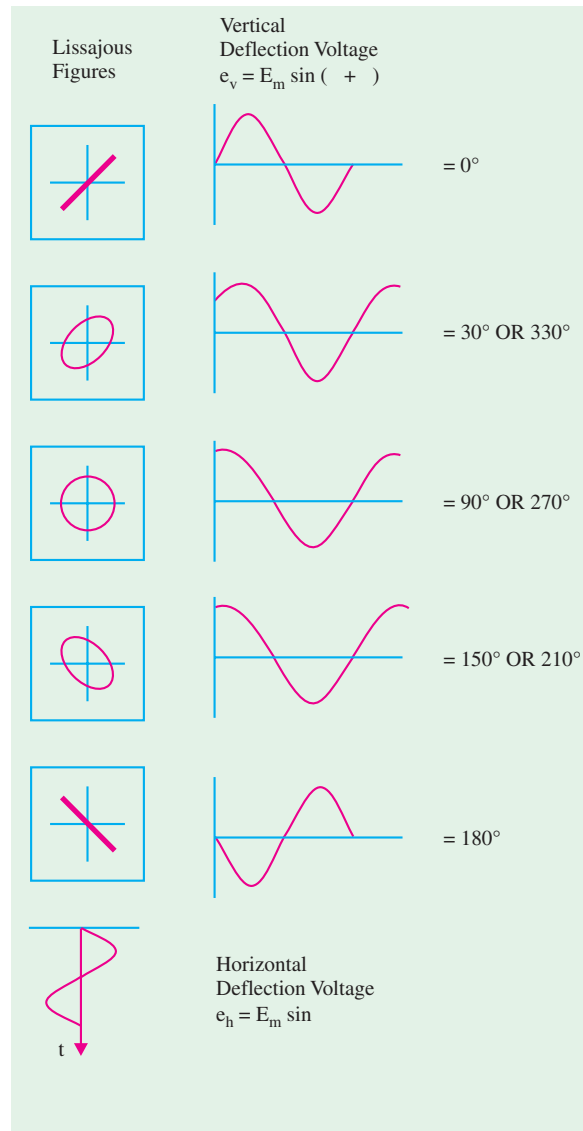 Lissajous
Figures
Vertical
Deflection Voltage
e_v = E_m sin ( + )
= 0°
= 30° OR 330°
= 90° OR 270°
= 150° OR 210°
= 180°
t
Horizontal
Deflection Voltage
e_h = E_m sin